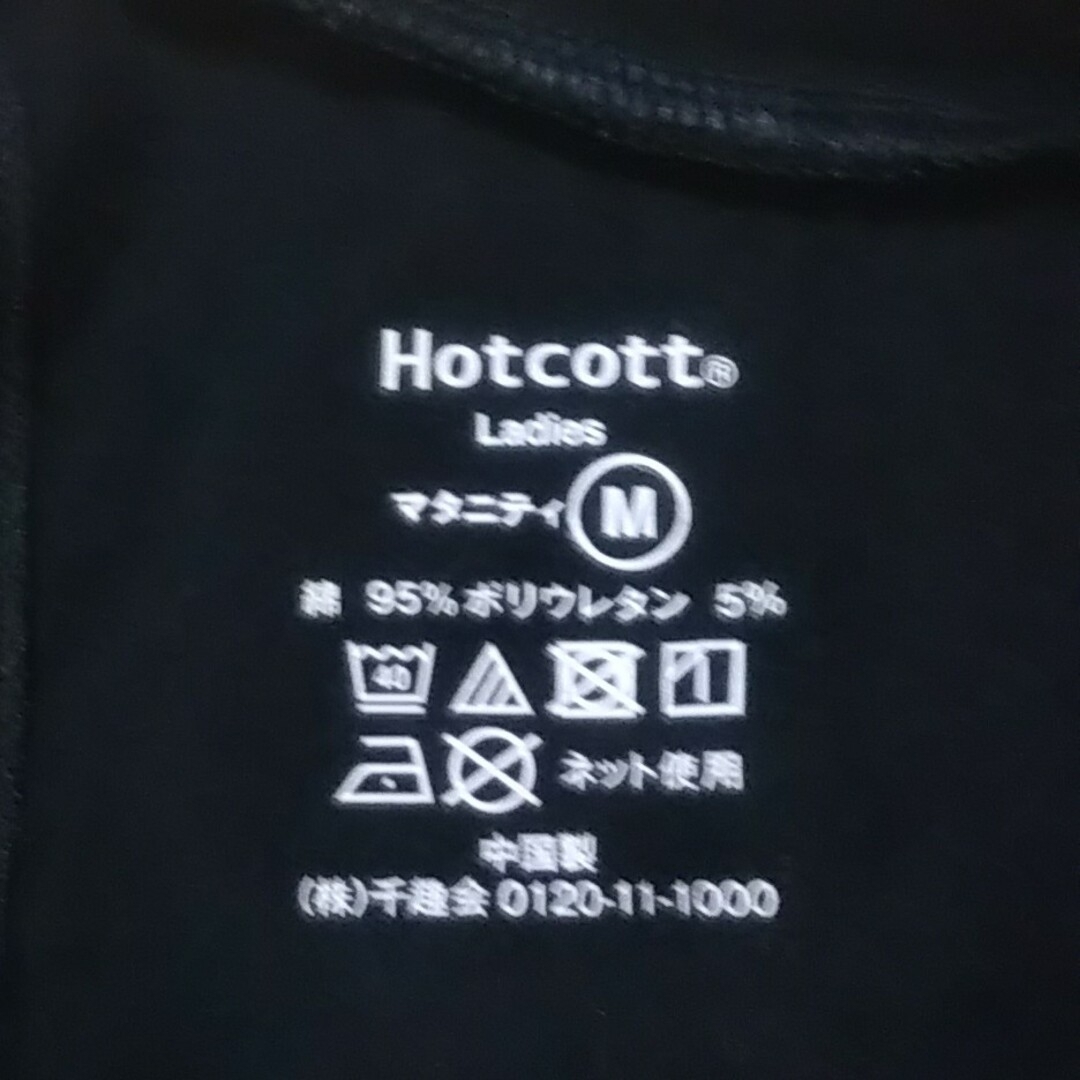 Hotcott®
Ladies
マタニティ M
綿 95% ポリウレタン 5%
40
ネット使用
中国製
(株)千趣会 0120-11-1000